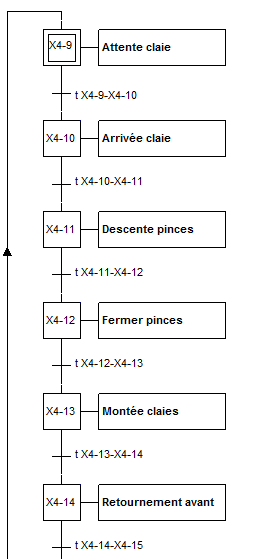 X4-9 Attente claie
t X4-9-X4-10
X4-10 Arrivée claie
t X4-10-X4-11
X4-11 Descente pinces
t X4-11-X4-12
X4-12 Fermer pinces
t X4-12-X4-13
X4-13 Montée claies
t X4-13-X4-14
X4-14 Retournement avant
t X4-14-X4-15